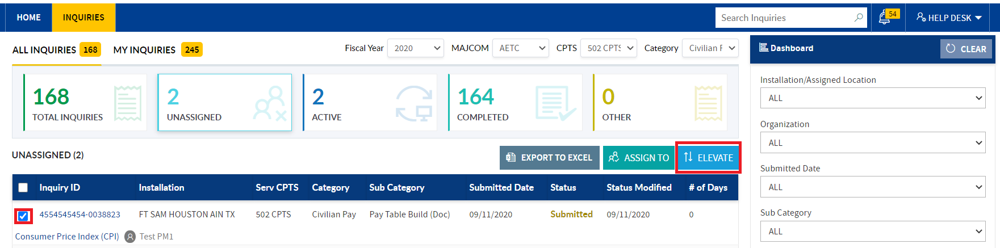 HOME INQUIRIES Search Inquiries 54 HELP DESK
ALL INQUIRIES 168 MY INQUIRIES 245 Fiscal Year 2020 MAJCOM AETC CPTS 502 CPTS Category Civilian F
Dashboard CLEAR
168 2 2 164 0
TOTAL INQUIRIES UNASSIGNED ACTIVE COMPLETED OTHER
UNASSIGNED (2) EXPORT TO EXCEL ASSIGN TO ELEVATE
Inquiry ID Installation Serv CPTS Category Sub Category Submitted Date Status Status Modified # of Days
4554545454-0038823 FT SAM HOUSTON AIN TX 502 CPTS Civilian Pay Pay Table Build (Doc) 09/11/2020 Submitted 09/11/2020 0
Consumer Price Index (CPI) Test PM1
Installation/Assigned Location
ALL
Organization
ALL
Submitted Date
ALL
Sub Category
ALL